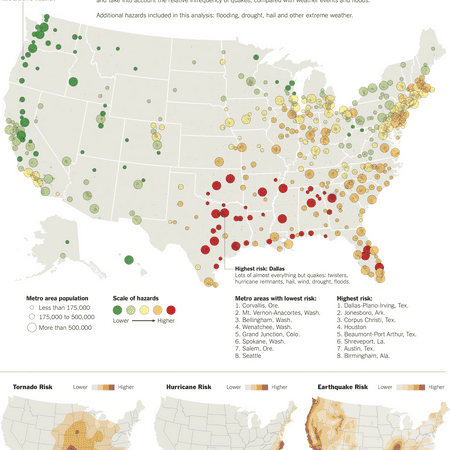 and take into account the relative infrequency of quakes, compared with weather events and floods.
Additional hazards included in this analysis: flooding, drought, hail and other extreme weather.
Highest risk: Dallas
Lots of almost everything but quakes: twisters,
hurricane remnants, hail, wind, drought, floods.
Metro area population
Less than 175,000
175,000 to 500,000
More than 500,000
Scale of hazards
Lower
Higher
Metro areas with lowest risk:
1. Corvallis, Ore.
2. Mt. Vernon-Anacortes, Wash.
3. Bellingham, Wash.
4. Wenatchee, Wash.
5. Grand Junction, Colo.
6. Spokane, Wash.
7. Salem, Ore.
8. Seattle
Highest risk:
1. Dallas-Plano-Irving, Tex.
2. Jonesboro, Ark.
3. Corpus Christi, Tex.
4. Houston
5. Beaumont-Port Arthur, Tex.
6. Shreveport, La.
7. Austin, Tex.
8. Birmingham, Ala.
Tornado Risk
Lower
Higher
Hurricane Risk
Lower
Higher
Earthquake Risk
Lower
Higher